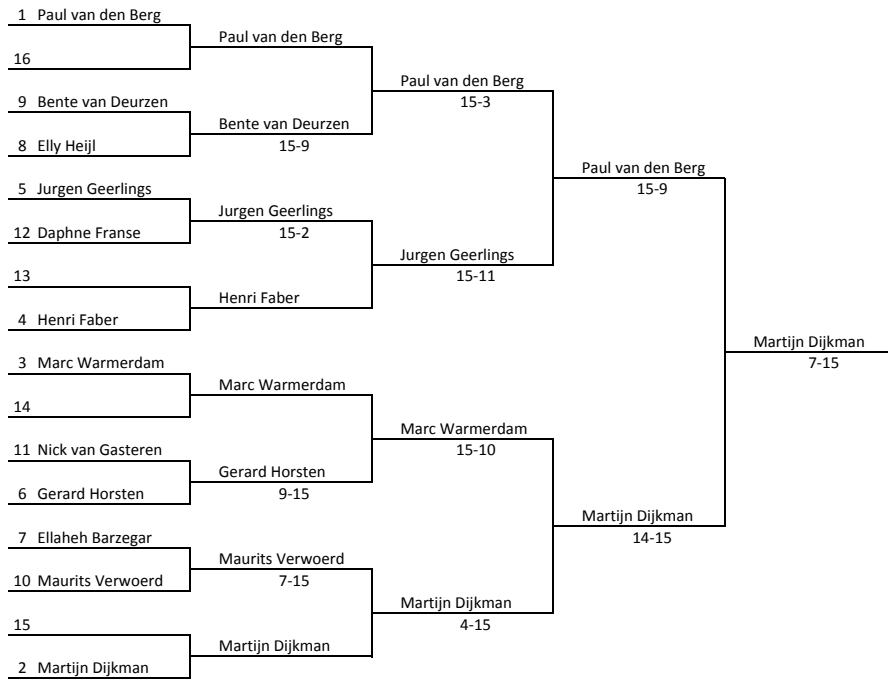 1 Paul van den Berg
16
9 Bente van Deurzen
8 Elly Heijl
5 Jurgen Geerlings
12 Daphne Franse
13
4 Henri Faber
3 Marc Warmerdam
14
11 Nick van Gasteren
6 Gerard Horsten
7 Ellaheh Barzegar
10 Maurits Verwoerd
15
2 Martijn Dijkman
Paul van den Berg
Bente van Deurzen
15-9
Jurgen Geerlings
15-2
Henri Faber
Marc Warmerdam
Gerard Horsten
9-15
Maurits Verwoerd
7-15
Martijn Dijkman
Paul van den Berg
15-3
Jurgen Geerlings
15-11
Marc Warmerdam
15-10
Martijn Dijkman
4-15
Paul van den Berg
15-9
Martijn Dijkman
14-15
Martijn Dijkman
7-15